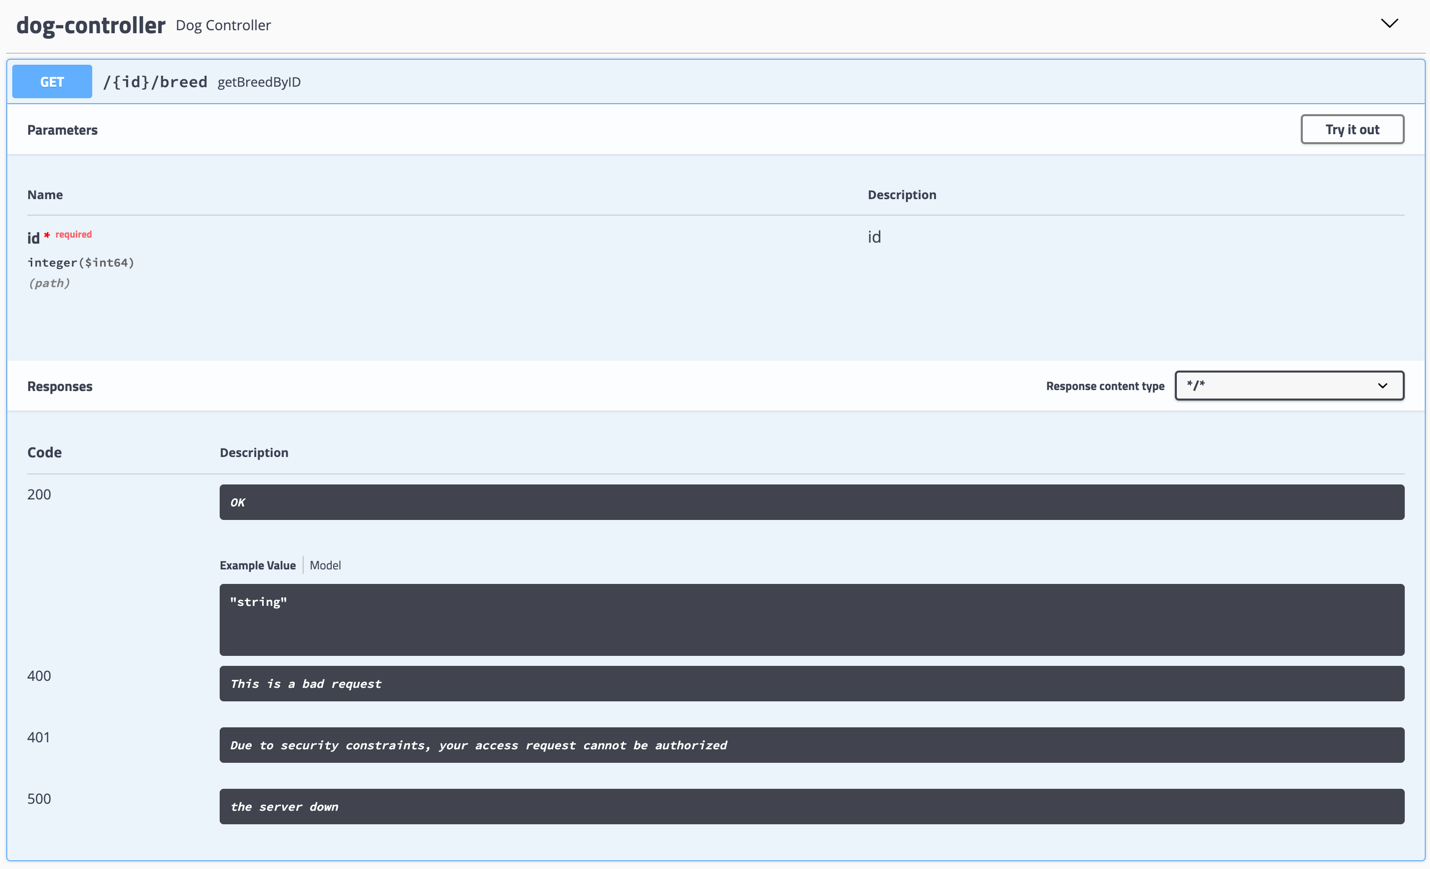 dog-controller Dog Controller
GET /{id}/breed getBreedByID
Parameters Try it out
Name Description
id * required id
integer($int64)
(path)
Responses Response content type */*
Code Description
200 OK
Example Value Model
"string"
400 This is a bad request
401 Due to security constraints, your access request cannot be authorized
500 the server down